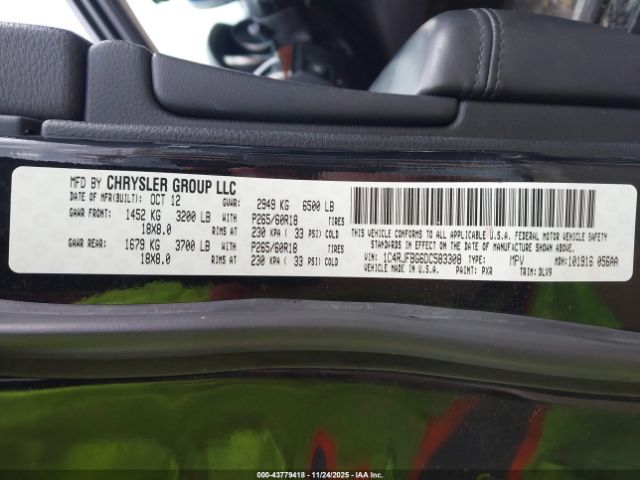 MFD BY CHRYSLER GROUP LLC
DATE OF MFR(BUILT): OCT 12 GVWR: 2949 KG 6500 LB
GAWR FRONT: 1452 KG 3200 LB WITH P265/60R18 TIRES
18X8.0 RIMS AT 230 KPA ( 33 PSI) COLD
GAWR REAR: 1679 KG 3700 LB WITH P265/60R18 TIRES
18X8.0 RIMS AT 230 KPA ( 33 PSI) COLD
THIS VEHICLE CONFORMS TO ALL APPLICABLE U.S.A. FEDERAL MOTOR VEHICLE SAFETY
STANDARDS IN EFFECT ON THE DATE OF MANUFACTURE SHOWN ABOVE.
VIN: 1C4RJFBG6DC583308 TYPE: MPV MDH: 101916 056AA
VEHICLE MADE IN U.S.A. PAINT: PXR TRIM: DLX9
000-43779418 | 11/24/2025 - IAA Inc.